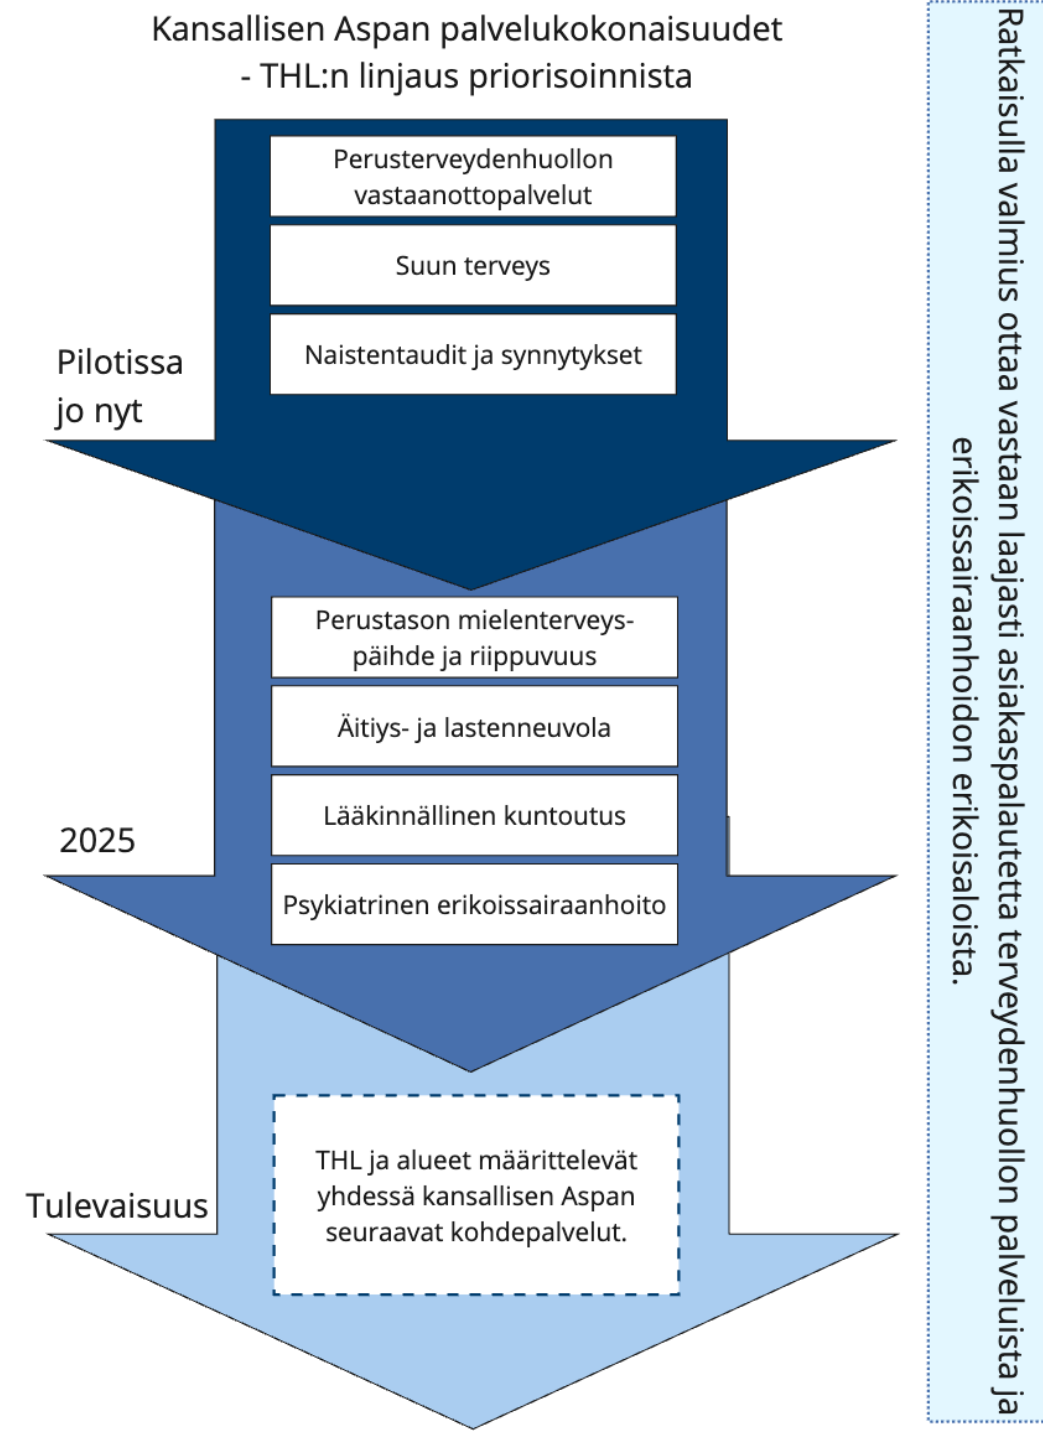 Kansallisen Aspan palvelukokonaisuudet
- THL:n linjaus priorisoinnista
Perusterveydenhuollon
vastaanottopalvelut
Suun terveys
Naistentaudit ja synnytykset
Pilotissa
jo nyt
Perustason mielenterveys-
päihde ja riippuvuus
Äitiys- ja lastenneuvola
Lääkinnällinen kuntoutus
Psykiatrinen erikoissairaanhoito
2025
THL ja alueet määrittelevät
yhdessä kansallisen Aspan
seuraavat kohdepalvelut.
Tulevaisuus
Ratkaisulla valmius ottaa vastaan laajasti asiakaspalautetta terveydenhuollon palveluista ja
erikoissairaanhoidon erikoisaloista.